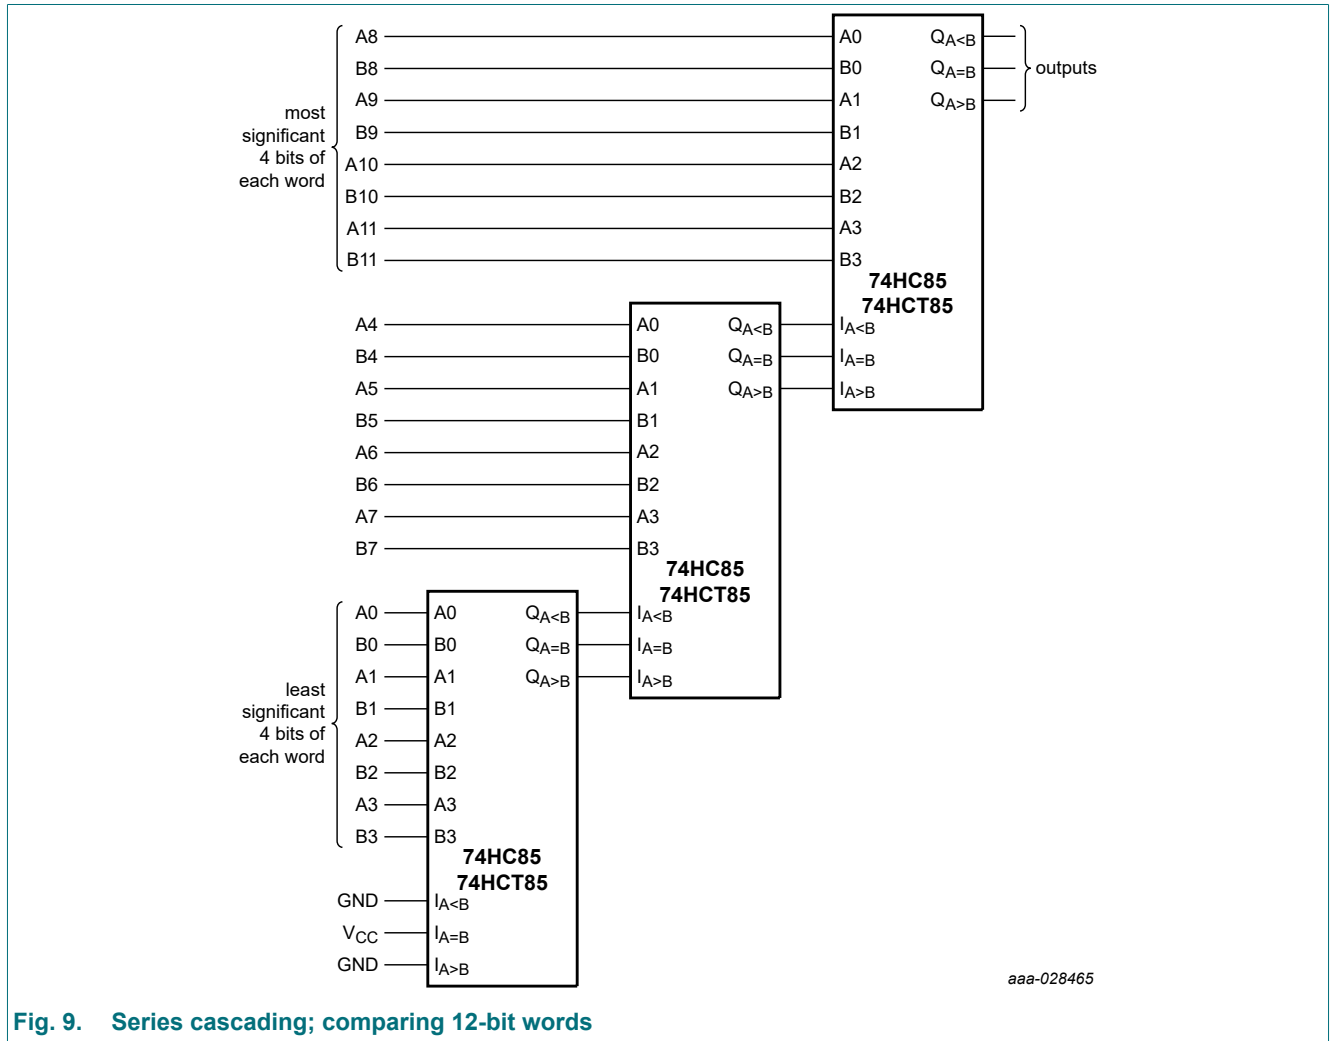 A8 A0 QA<B
B8 B0 QA=B outputs
A9 A1 QA>B
most
significant
4 bits of
each word
B9 B1
A10 A2
B10 B2
A11 A3
B11 B3
74HC85
74HCT85
A4 A0 QA<B IA<B
B4 B0 QA=B IA=B
A5 A1 QA>B IA>B
B5 B1
A6 A2
B6 B2
A7 A3
B7 B3
74HC85
74HCT85
A0 A0 QA<B IA<B
B0 B0 QA=B IA=B
A1 A1 QA>B IA>B
least
significant
4 bits of
each word
B1 B1
A2 A2
B2 B2
A3 A3
B3 B3
74HC85
74HCT85
GND IA<B
VCC IA=B
GND IA>B
aaa-028465
Fig. 9. Series cascading; comparing 12-bit words